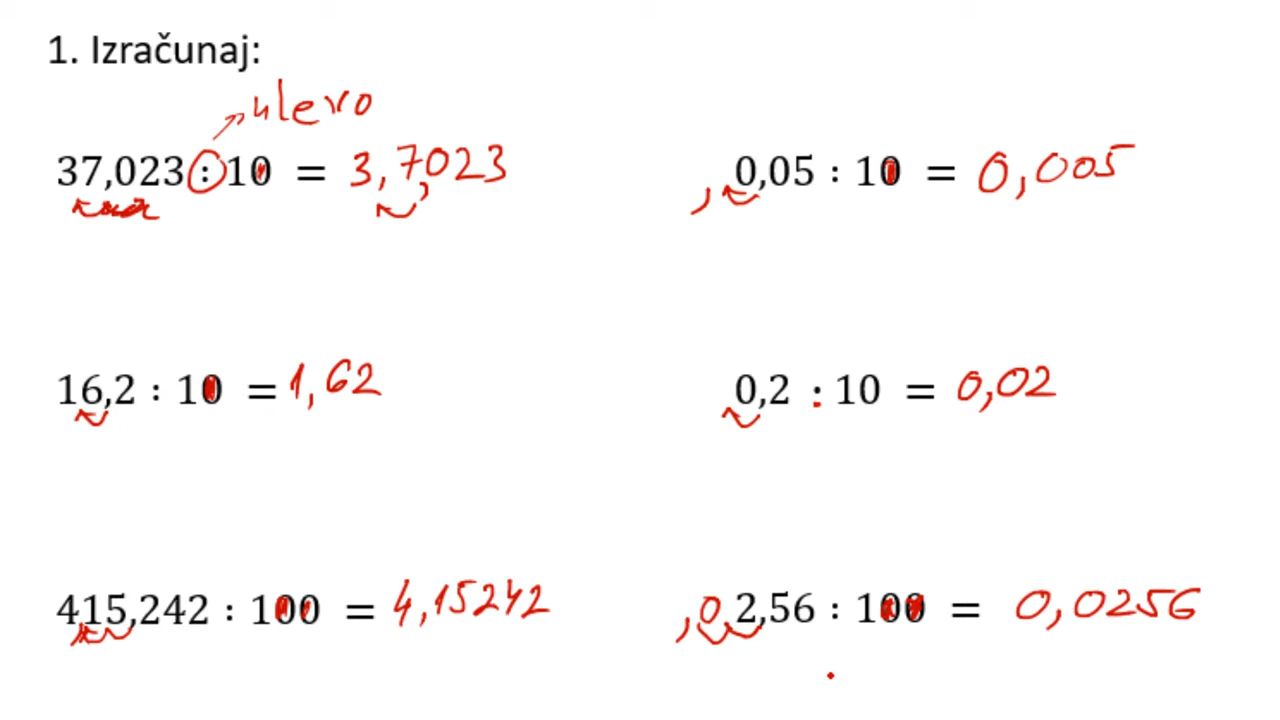 1. Izračunaj:
ulevo
37,023 : 10 = 3,7023
0,05 : 10 = 0,005
16,2 : 10 = 1,62
0,2 : 10 = 0,02
415,242 : 100 = 4,15242
,0 2,56 : 100 = 0,0256